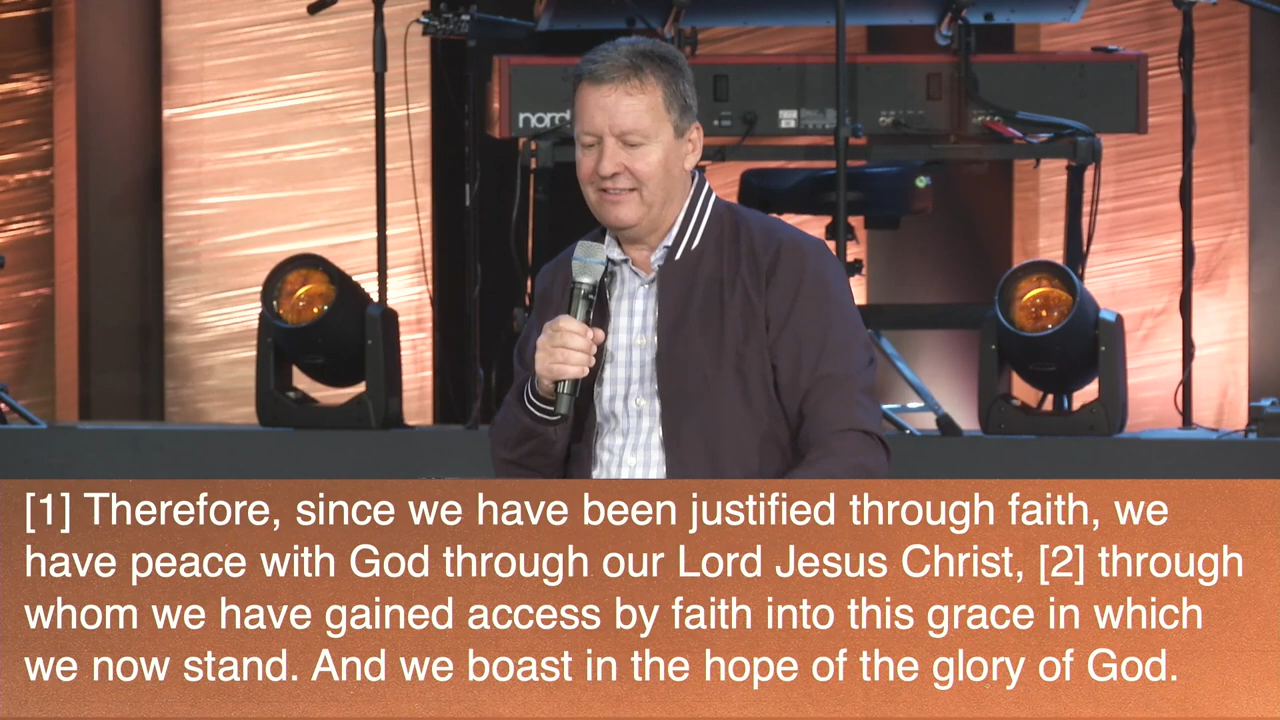 nord
[1] Therefore, since we have been justified through faith, we
have peace with God through our Lord Jesus Christ, [2] through
whom we have gained access by faith into this grace in which
we now stand. And we boast in the hope of the glory of God.